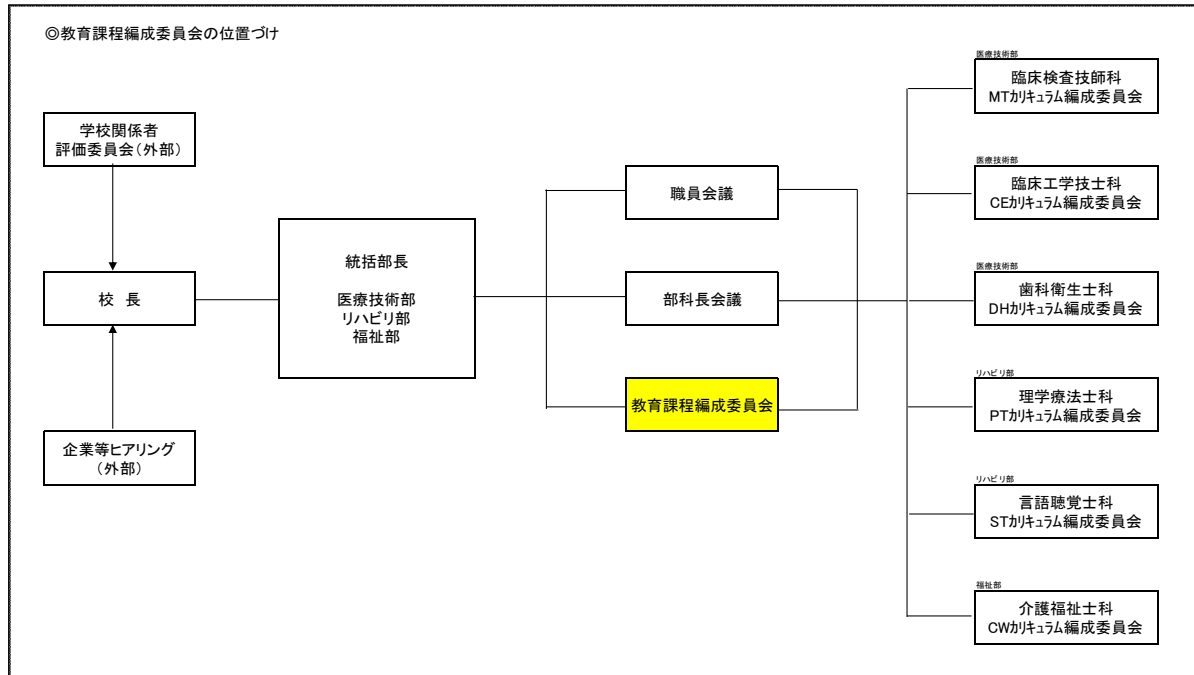 ◎教育課程編成委員会の位置づけ
学校関係者
評価委員会(外部)
校 長
企業等ヒアリング
(外部)
統括部長
医療技術部
リハビリ部
福祉部
職員会議
部科長会議
教育課程編成委員会
医療技術部
臨床検査技師科
MTｶﾘｷｭﾗﾑ編成委員会
医療技術部
臨床工学技士科
CEｶﾘｷｭﾗﾑ編成委員会
医療技術部
歯科衛生士科
DHｶﾘｷｭﾗﾑ編成委員会
リハビリ部
理学療法士科
PTｶﾘｷｭﾗﾑ編成委員会
リハビリ部
言語聴覚士科
STｶﾘｷｭﾗﾑ編成委員会
福祉部
介護福祉士科
CWｶﾘｷｭﾗﾑ編成委員会